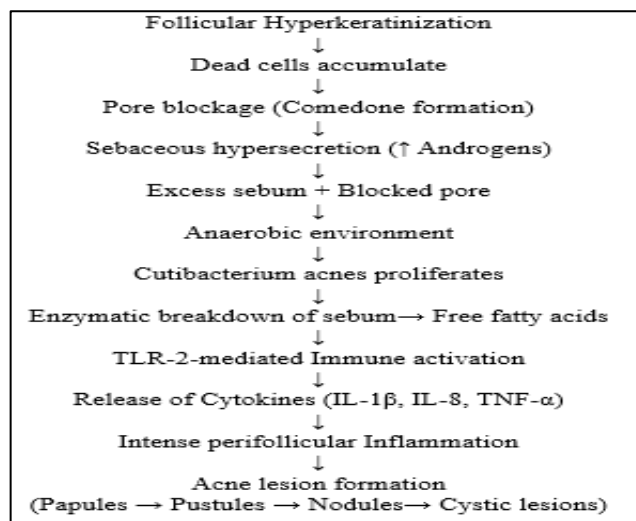 Follicular Hyperkeratinization
↓
Dead cells accumulate
↓
Pore blockage (Comedone formation)
↓
Sebaceous hypersecretion (↑ Androgens)
↓
Excess sebum + Blocked pore
↓
Anaerobic environment
↓
Cutibacterium acnes proliferates
↓
Enzymatic breakdown of sebum→ Free fatty acids
↓
TLR-2-mediated Immune activation
↓
Release of Cytokines (IL-1β, IL-8, TNF-α)
↓
Intense perifollicular Inflammation
↓
Acne lesion formation
(Papules → Pustules → Nodules→ Cystic lesions)